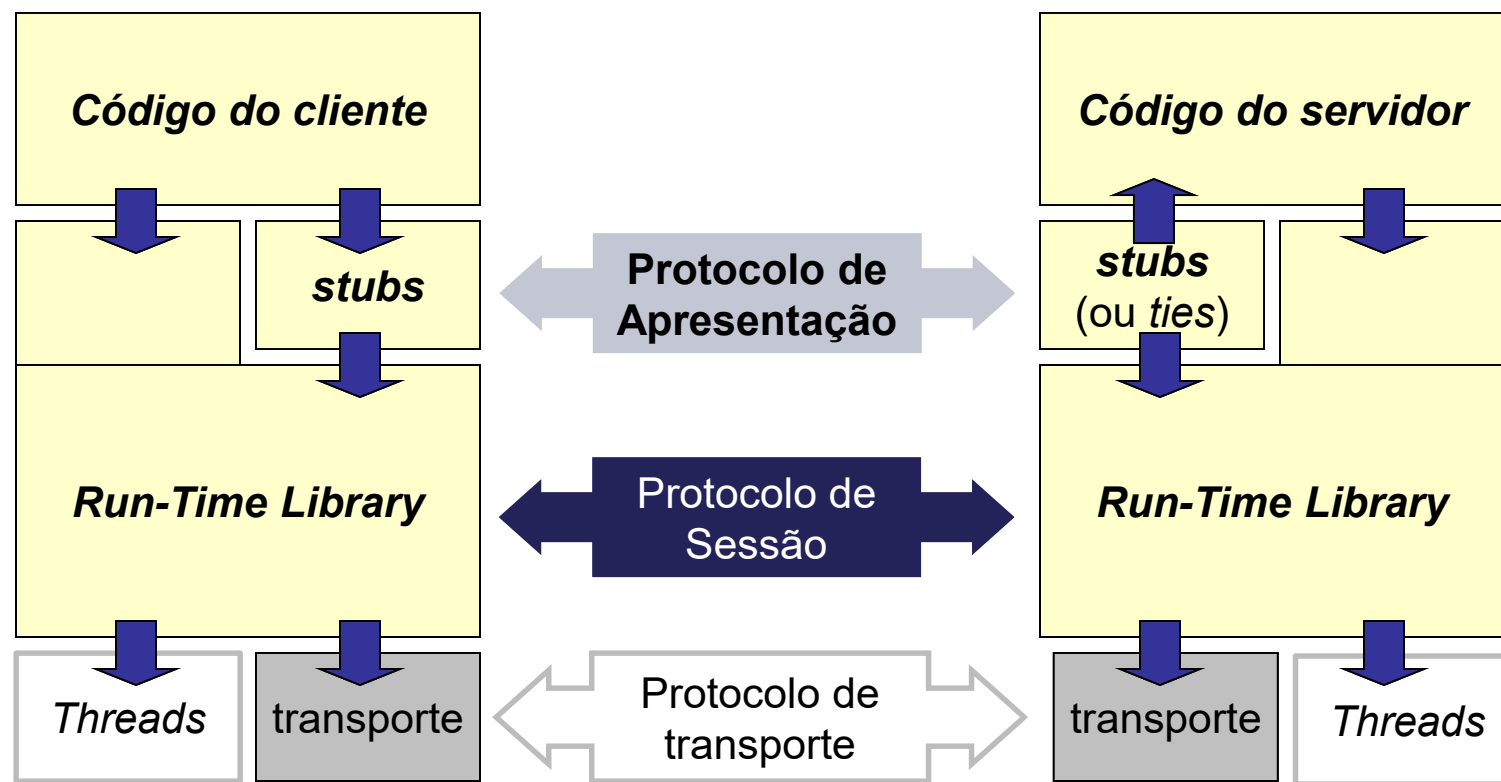 Código do cliente
Código do servidor
stubs
Protocolo de
Apresentação
stubs
(ou ties)
Run-Time Library
Protocolo de
Sessão
Run-Time Library
Threads
transporte
Protocolo de
transporte
transporte
Threads